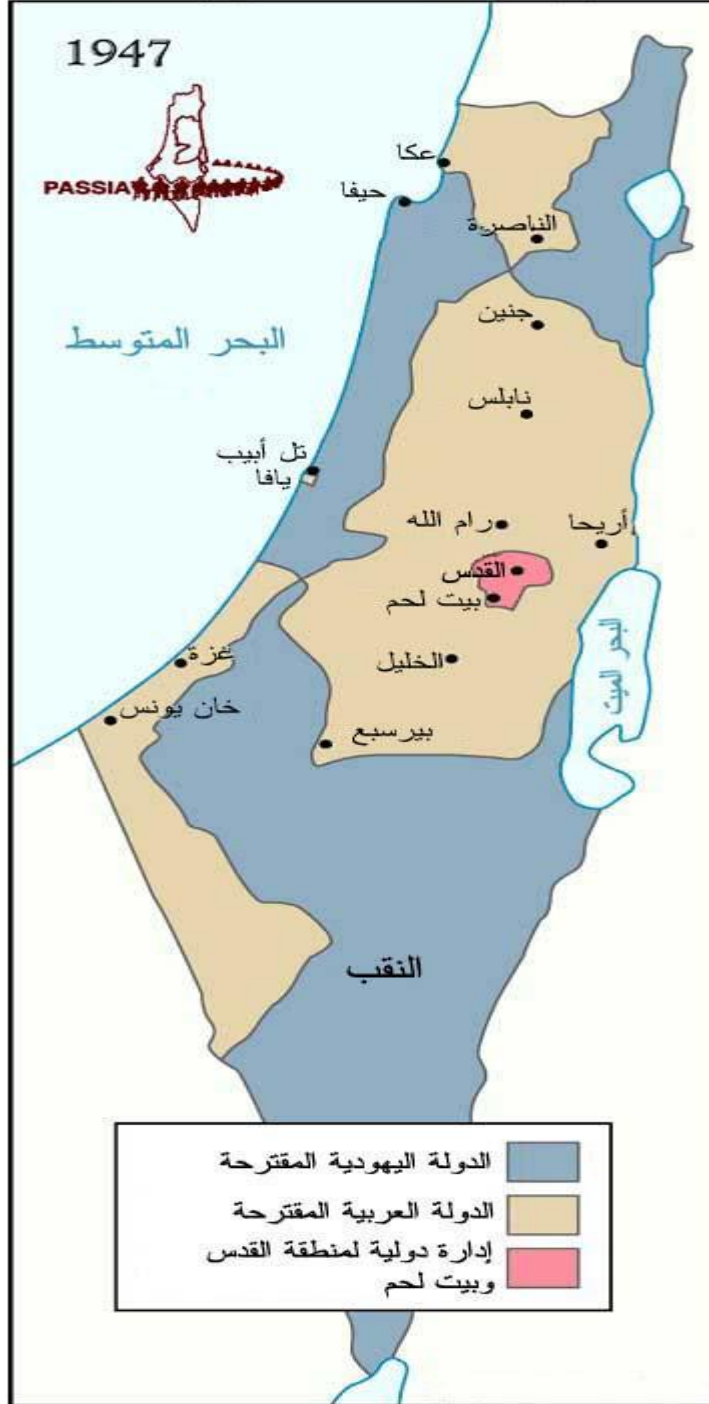 1947
PASSIA
عكا
حيفا
الناصرة
جنين
البحر المتوسط
نابلس
تل أبيب
يافا
رام الله
أريحا
القدس
بيت لحم
البحر الميت
غزة
الخليل
خان يونس
بيرسبع
النقب
الدولة اليهودية المقترحة
الدولة العربية المقترحة
إدارة دولية لمنطقة القدس
وبيت لحم